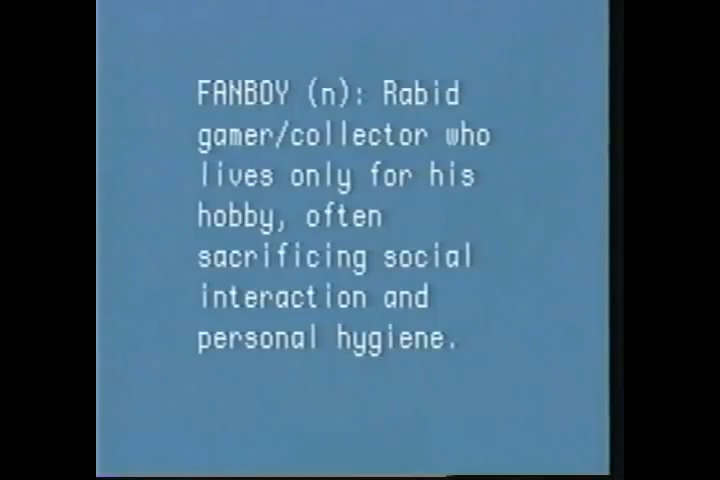 FANBOY (n): Rabid
gamer/collector who
lives only for his
hobby, often
sacrificing social
interaction and
personal hygiene.